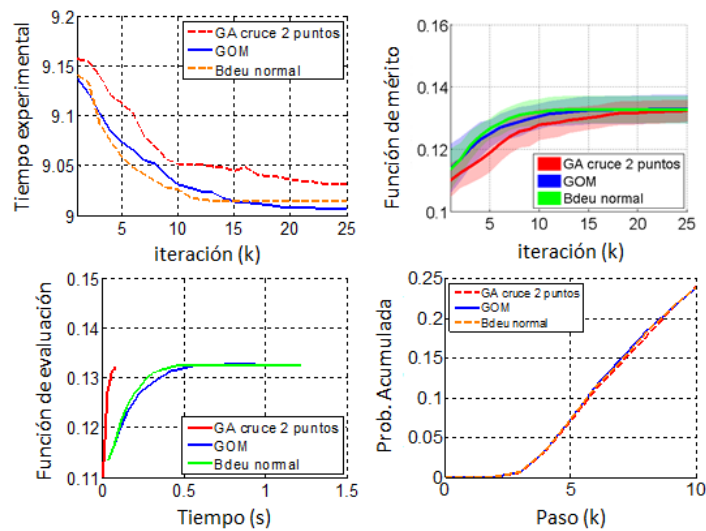 9.2
9.15
9.1
9.05
9
5
10
15
20
25
Tiempo experimental
iteración (k)
GA cruce 2 puntos
GOM
Bdeu normal
0.16
0.14
0.12
0.1
5
10
15
20
25
Función de mérito
iteración (k)
GA cruce 2 puntos
GOM
Bdeu normal
0.15
0.14
0.13
0.12
0.11
0
0.5
1
1.5
Función de evaluación
Tiempo (s)
GA cruce 2 puntos
GOM
Bdeu normal
0.25
0.2
0.15
0.1
0.05
0
0
5
10
Prob. Acumulada
Paso (k)
GA cruce 2 puntos
GOM
Bdeu normal